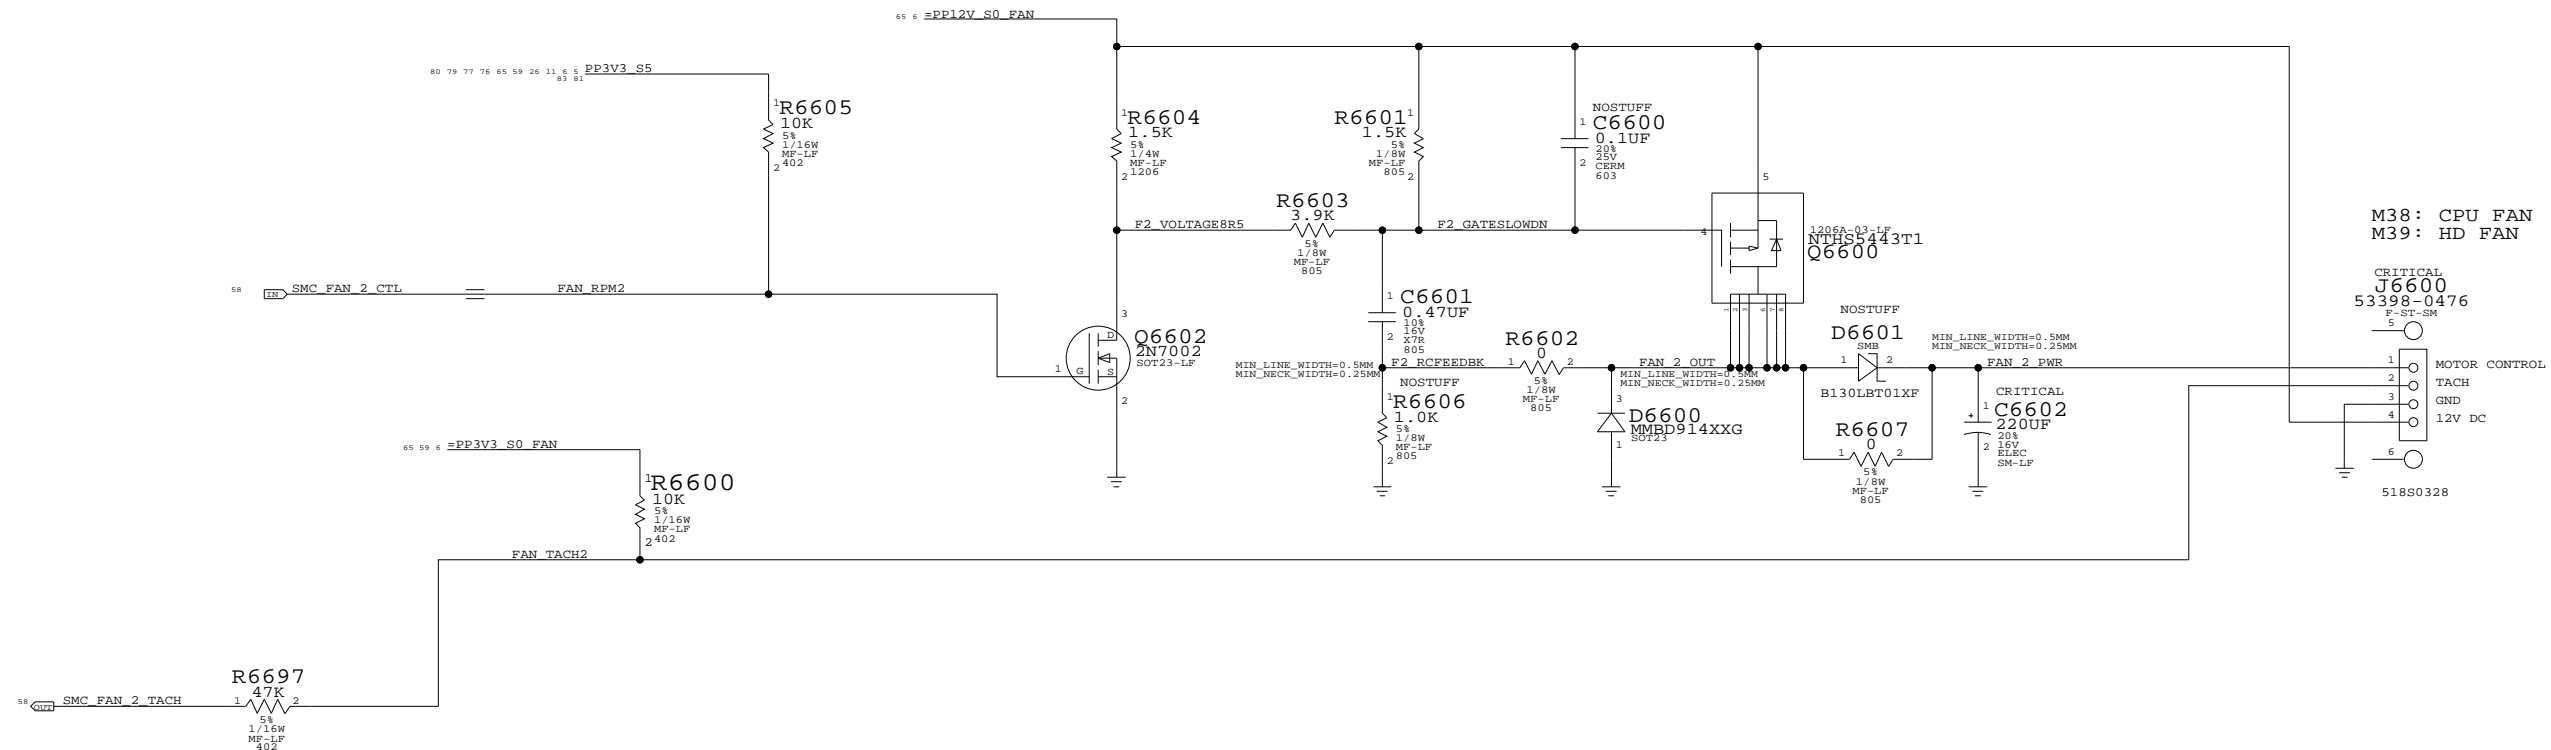 65 6 =PP12V_S0_FAN
80 79 77 76 65 59 26 11 6 5 PP3V3_S5
83 81
1 R6605
10K
5%
1/16W
MF-LF
2 402
1 R6604
1.5K
5%
1/4W
MF-LF
2 1206
R6601 1
1.5K
5%
1/8W
MF-LF
805 2
NOSTUFF
1 C6600
0.1UF
20%
25V
2 CERM
603
5
R6603
3.9K
F2_VOLTAGE8R5
5%
1/8W
MF-LF
805
F2_GATESLOWDN
4
1206A-03-LF
NTHS5443T1
Q6600
1 2 3 6 7 8
M38: CPU FAN
M39: HD FAN
58 IN SMC_FAN_2_CTL
FAN_RPM2
3
D
Q6602
2N7002
SOT23-LF
1 G S
2
1 C6601
0.47UF
10%
16V
2 X7R
805
MIN_LINE_WIDTH=0.5MM
MIN_NECK_WIDTH=0.25MM
F2_RCFEEDBK
R6602
0
1 2
5%
1/8W
MF-LF
805
NOSTUFF
1 R6606
1.0K
5%
1/8W
MF-LF
2 805
FAN_2_OUT
MIN_LINE_WIDTH=0.5MM
MIN_NECK_WIDTH=0.25MM
3 D6600
MMBD914XXG
SOT23
1
NOSTUFF
D6601
SMB
1 2
B130LBT01XF
R6607
0
1 2
5%
1/8W
MF-LF
805
MIN_LINE_WIDTH=0.5MM
MIN_NECK_WIDTH=0.25MM
FAN_2_PWR
CRITICAL
1 C6602
+ 220UF
20%
2 16V
ELEC
SM-LF
CRITICAL
J6600
53398-0476
F-ST-SM
5
1 MOTOR CONTROL
2 TACH
3 GND
4 12V DC
6
518S0328
65 59 6 =PP3V3_S0_FAN
1 R6600
10K
5%
1/16W
MF-LF
2 402
FAN_TACH2
58 OUT SMC_FAN_2_TACH
R6697
47K
1 2
5%
1/16W
MF-LF
402